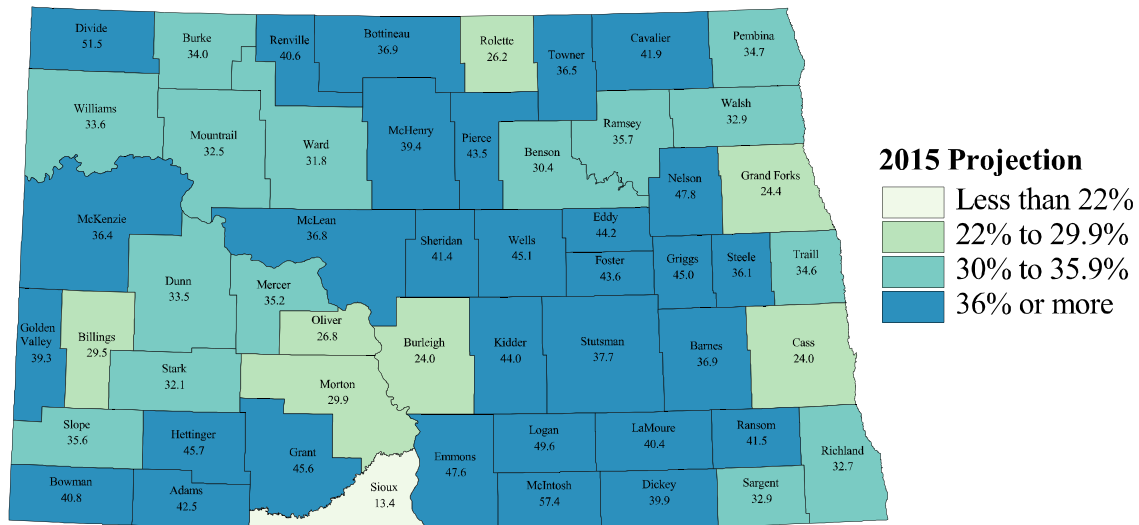 Divide
51.5
Burke
34.0
Renville
40.6
Bottineau
36.9
Rolette
26.2
Towner
36.5
Cavalier
41.9
Pembina
34.7
Williams
33.6
Mountrail
32.5
Ward
31.8
McHenry
39.4
Pierce
43.5
Benson
30.4
Ramsey
35.7
Walsh
32.9
Nelson
47.8
Grand Forks
24.4
McKenzie
36.4
McLean
36.8
Sheridan
41.4
Wells
45.1
Eddy
44.2
Foster
43.6
Griggs
45.0
Steele
36.1
Traill
34.6
Dunn
33.5
Mercer
35.2
Oliver
26.8
Golden
Valley
39.3
Billings
29.5
Stark
32.1
Morton
29.9
Burleigh
24.0
Kidder
44.0
Stutsman
37.7
Barnes
36.9
Cass
24.0
Slope
35.6
Hettinger
45.7
Grant
45.6
Emmons
47.6
Logan
49.6
LaMoure
40.4
Ransom
41.5
Richland
32.7
Bowman
40.8
Adams
42.5
Sioux
13.4
McIntosh
57.4
Dickey
39.9
Sargent
32.9
2015 Projection
Less than 22%
22% to 29.9%
30% to 35.9%
36% or more